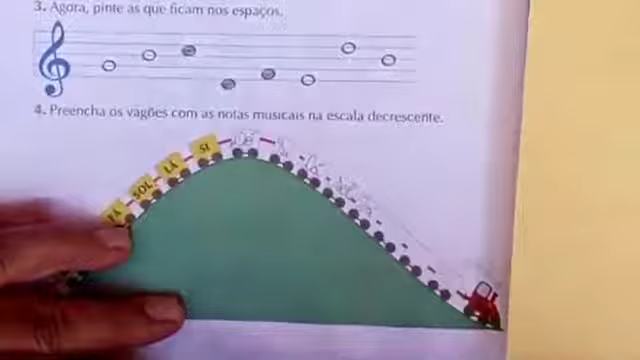 3. Agora, pinte as que ficam nos espaços.
4. Preencha os vagões com as notas musicais na escala decrescente.
FÁ SOL LÁ SI DÓ